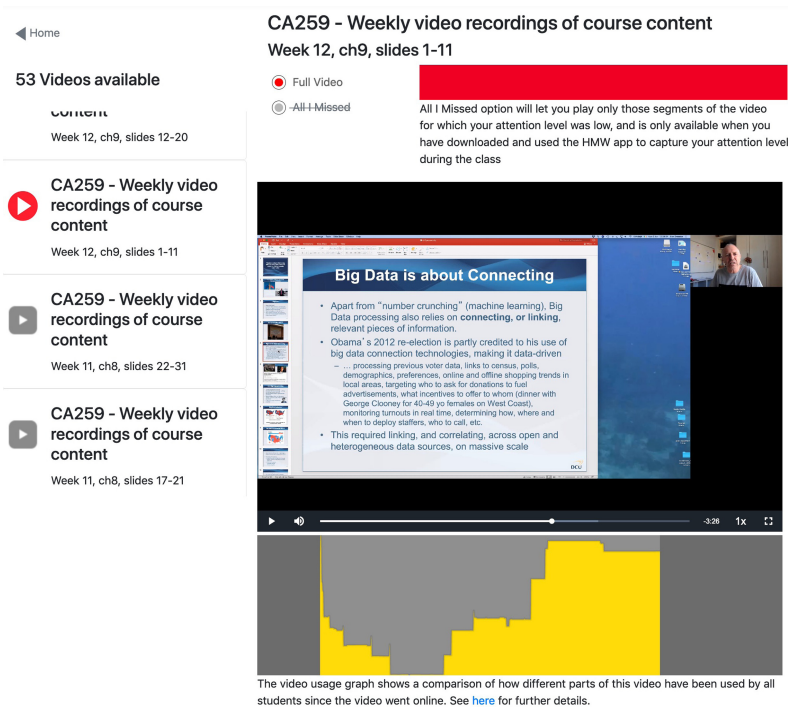 Home
53 Videos available
content
Week 12, ch9, slides 12-20
CA259 - Weekly video
recordings of course
content
Week 12, ch9, slides 1-11
CA259 - Weekly video
recordings of course
content
Week 11, ch8, slides 22-31
CA259 - Weekly video
recordings of course
content
Week 11, ch8, slides 17-21
CA259 - Weekly video recordings of course content
Week 12, ch9, slides 1-11
Full Video
All I Missed
All I Missed option will let you play only those segments of the video
for which your attention level was low, and is only available when you
have downloaded and used the HMW app to capture your attention level
during the class
Big Data is about Connecting
• Apart from “number crunching” (machine learning), Big
Data processing also relies on connecting, or linking,
relevant pieces of information.
• Obama's 2012 re-election is partly credited to his use of
big data connection technologies, making it data-driven
– … processing previous voter data, links to census, polls,
demographics, preferences, online and offline shopping trends in
local areas, targeting who to ask for donations to fuel
advertisements, what incentives to offer to whom (dinner with
George Clooney for 40-49 yo females on West Coast),
monitoring turnouts in real time, determining how, where and
when to deploy staffers, who to call, etc.
• This required linking, and correlating, across open and
heterogeneous data sources, on massive scale
DCU
-3:26 1x
The video usage graph shows a comparison of how different parts of this video have been used by all
students since the video went online. See here for further details.